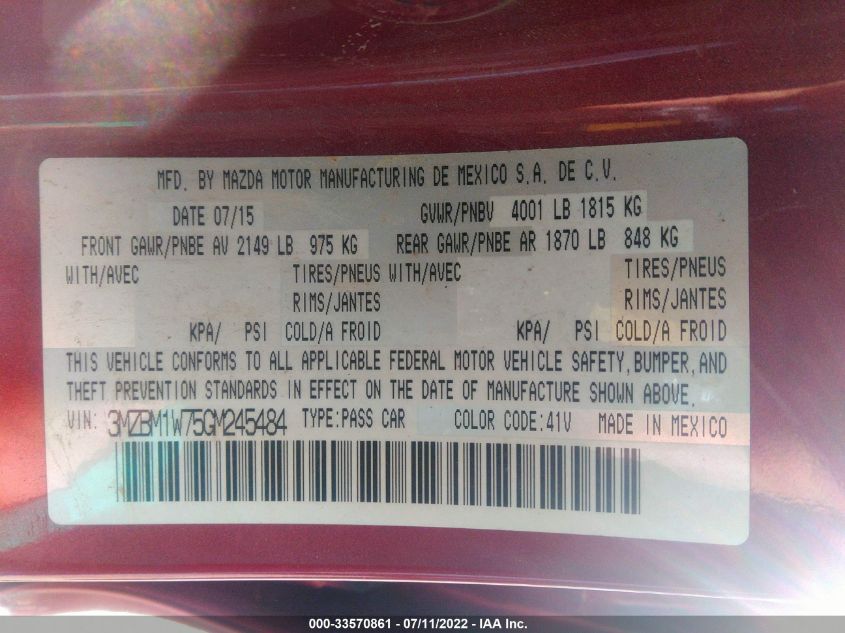 MFD. BY MAZDA MOTOR MANUFACTURING DE MEXICO S.A. DE C.V.
DATE 07/15 GVWR/PNBV 4001 LB 1815 KG
FRONT GAWR/PNBE AV 2149 LB 975 KG REAR GAWR/PNBE AR 1870 LB 848 KG
WITH/AVEC TIRES/PNEUS WITH/AVEC TIRES/PNEUS
RIMS/JANTES RIMS/JANTES
KPA/ PSI COLD/A FROID KPA/ PSI COLD/A FROID
THIS VEHICLE CONFORMS TO ALL APPLICABLE FEDERAL MOTOR VEHICLE SAFETY,BUMPER,AND
THEFT PREVENTION STANDARDS IN EFFECT ON THE DATE OF MANUFACTURE SHOWN ABOVE.
VIN: 3MZBM1W75GM245484 TYPE:PASS CAR COLOR CODE:41V MADE IN MEXICO
000-33570861 - 07/11/2022 - IAA Inc.